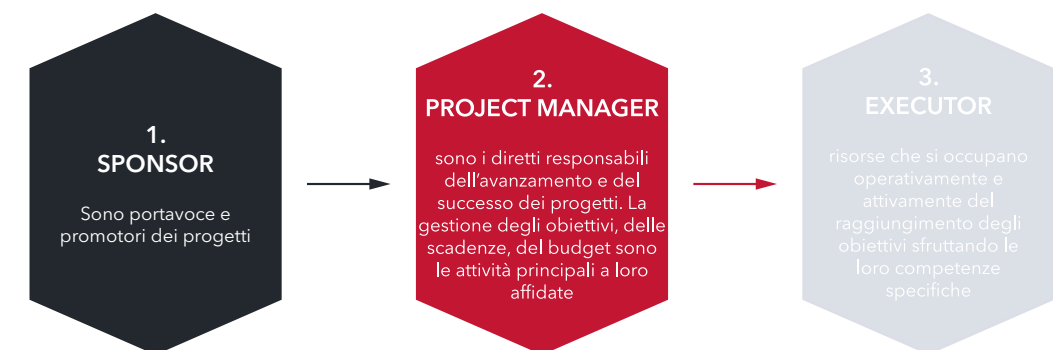 1.
SPONSOR
Sono portavoce e
promotori dei progetti
2.
PROJECT MANAGER
sono i diretti responsabili
dell'avanzamento e del
successo dei progetti. La
gestione degli obiettivi, delle
scadenze, del budget sono
le attività principali a loro
affidate
3.
EXECUTOR
risorse che si occupano
operativamente e
attivamente del
raggiungimento degli
obiettivi sfruttando le
loro competenze
specifiche